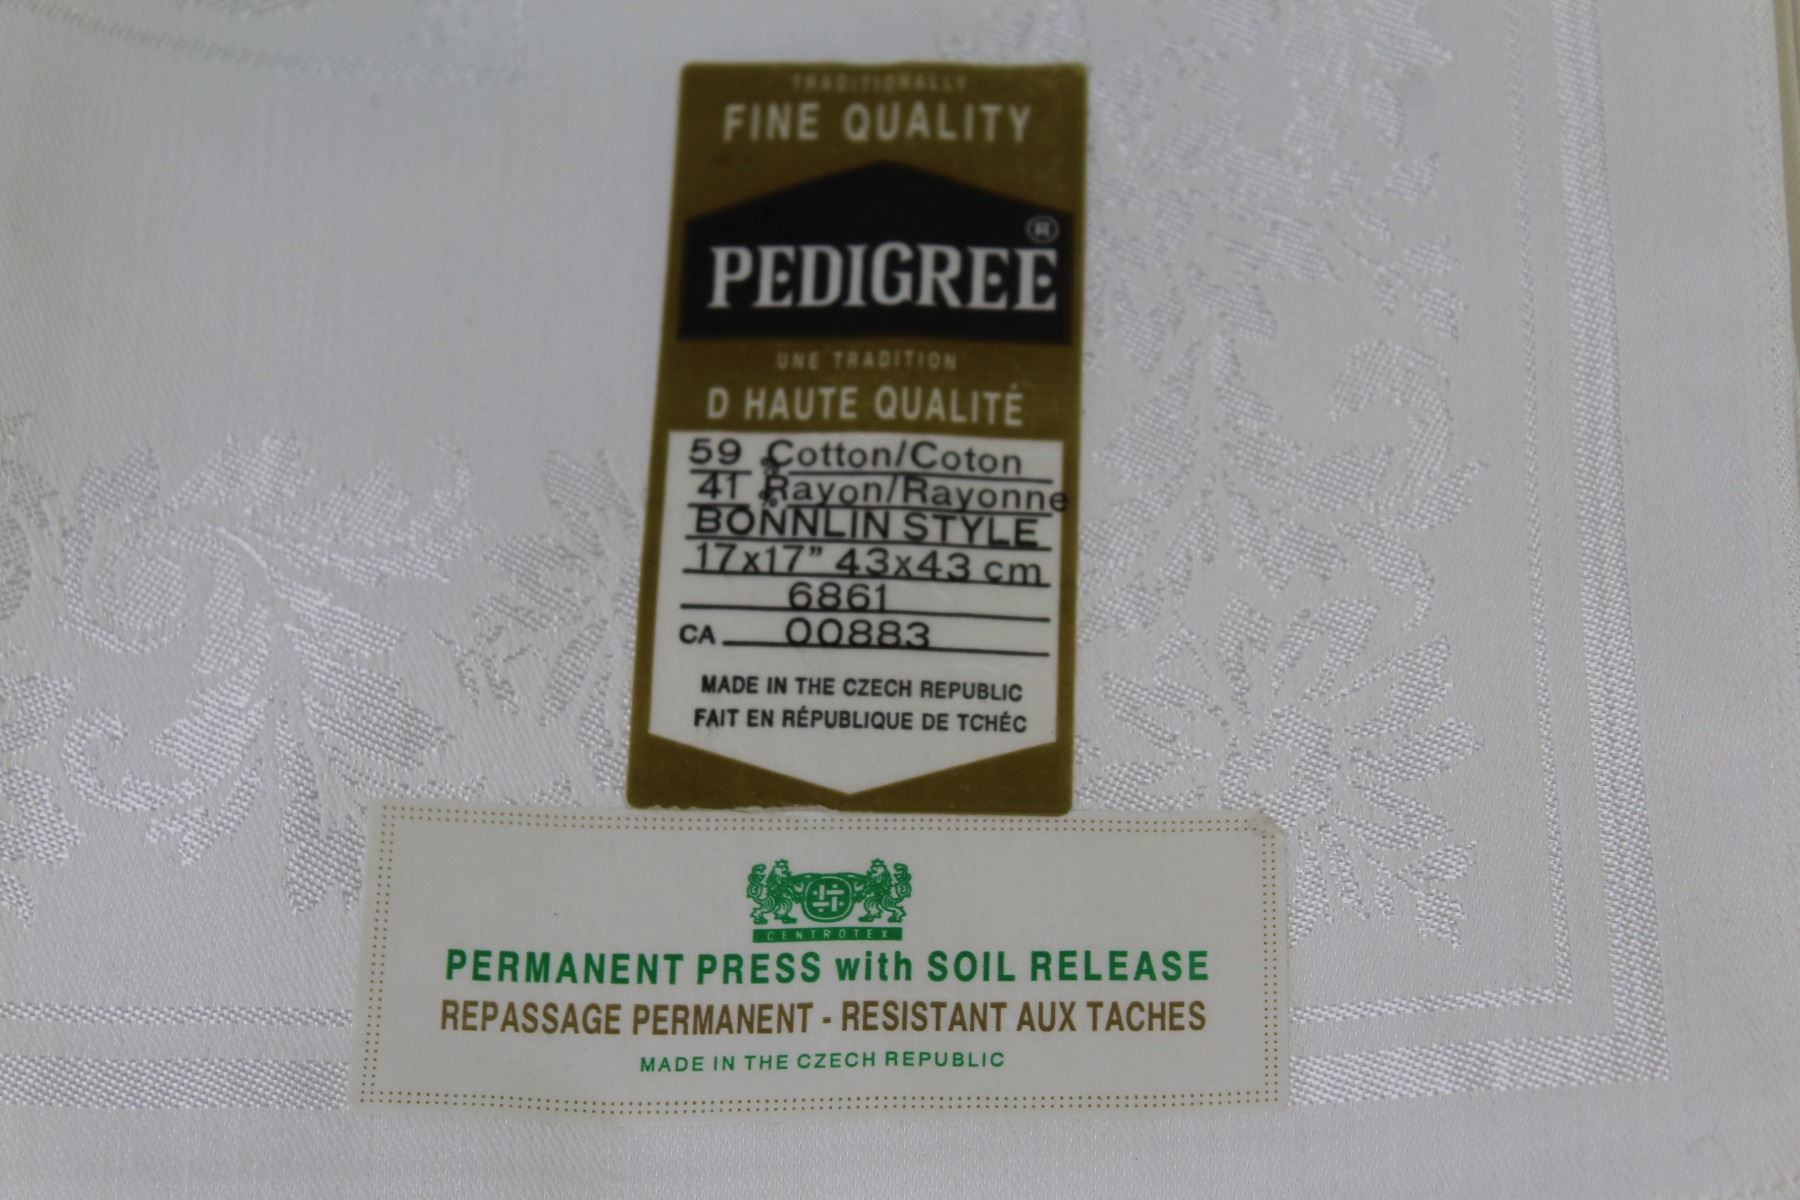 TRADITIONALLY
FINE QUALITY
PEDIGREE ®
UNE TRADITION
D HAUTE QUALITÉ
59 % Cotton/Coton
41 % Rayon/Rayonne
BONNLIN STYLE
17x17” 43x43 cm
6861
CA 00883
MADE IN THE CZECH REPUBLIC
FAIT EN RÉPUBLIQUE DE TCHÉC
CENTROTEX
PERMANENT PRESS with SOIL RELEASE
REPASSAGE PERMANENT - RESISTANT AUX TACHES
MADE IN THE CZECH REPUBLIC